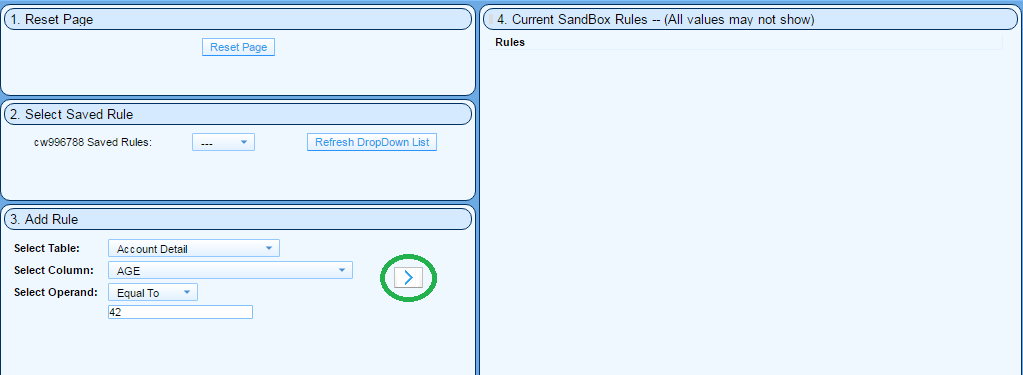 1. Reset Page
Reset Page
2. Select Saved Rule
cw996788 Saved Rules: --- Refresh DropDown List
3. Add Rule
Select Table: Account Detail
Select Column: AGE
Select Operand: Equal To
42
4. Current SandBox Rules -- (All values may not show)
Rules